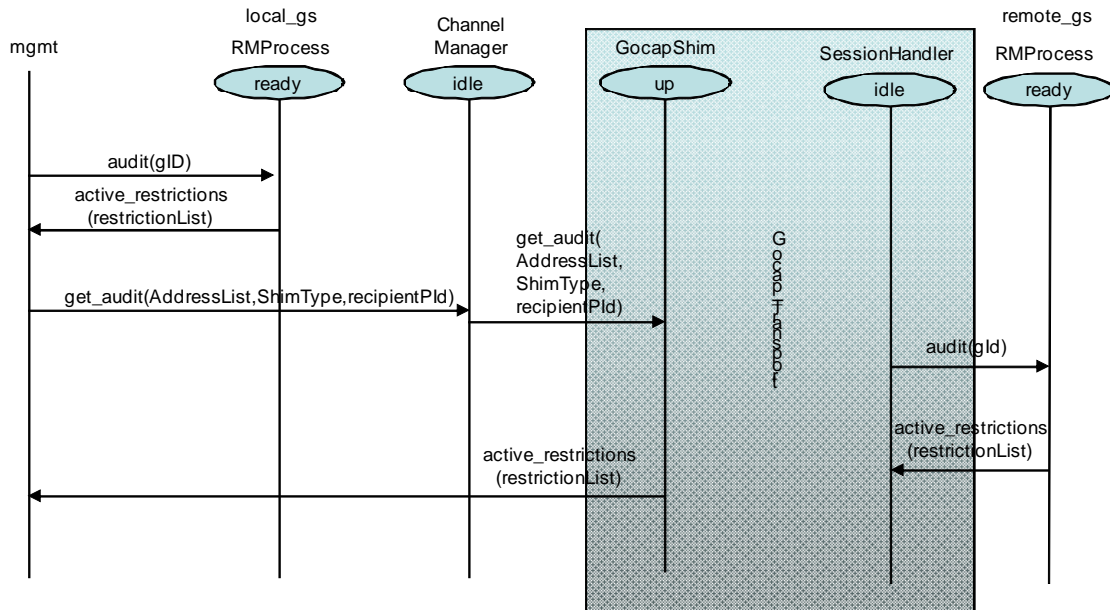 local_gs
Channel
remote_gs
mgmt
RMProcess
Manager
GocapShim
SessionHandler
RMProcess
ready
idle
up
idle
ready
audit(gID)
active_restrictions
(restrictionList)
get_audit(
AddressList,
ShimType,
recipientPId)
Gocap Transport
get_audit(AddressList,ShimType,recipientPId)
audit(gId)
active_restrictions
(restrictionList)
active_restrictions
(restrictionList)